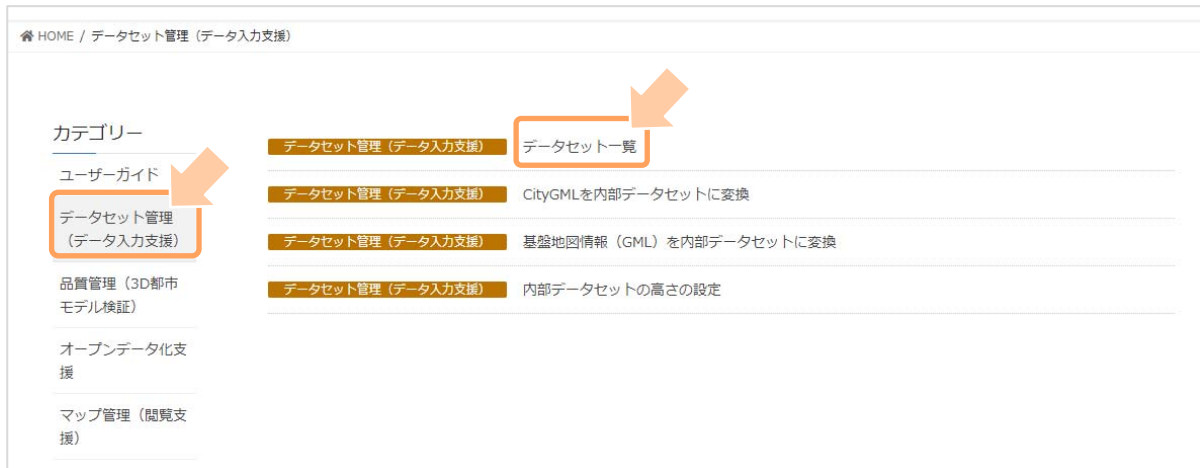 HOME / データセット管理（データ入力支援）
カテゴリー
ユーザーガイド
データセット管理
（データ入力支援）
品質管理（3D都市
モデル検証）
オープンデータ化支
援
マップ管理（閲覧支
援）
データセット管理（データ入力支援） データセット一覧
データセット管理（データ入力支援） CityGMLを内部データセットに変換
データセット管理（データ入力支援） 基盤地図情報（GML）を内部データセットに変換
データセット管理（データ入力支援） 内部データセットの高さの設定